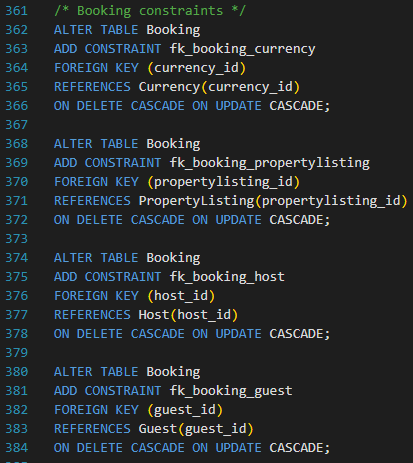 361 /* Booking constraints */
362 ALTER TABLE Booking
363 ADD CONSTRAINT fk_booking_currency
364 FOREIGN KEY (currency_id)
365 REFERENCES Currency(currency_id)
366 ON DELETE CASCADE ON UPDATE CASCADE;
367
368 ALTER TABLE Booking
369 ADD CONSTRAINT fk_booking_propertylisting
370 FOREIGN KEY (propertylisting_id)
371 REFERENCES PropertyListing(propertylisting_id)
372 ON DELETE CASCADE ON UPDATE CASCADE;
373
374 ALTER TABLE Booking
375 ADD CONSTRAINT fk_booking_host
376 FOREIGN KEY (host_id)
377 REFERENCES Host(host_id)
378 ON DELETE CASCADE ON UPDATE CASCADE;
379
380 ALTER TABLE Booking
381 ADD CONSTRAINT fk_booking_guest
382 FOREIGN KEY (guest_id)
383 REFERENCES Guest(guest_id)
384 ON DELETE CASCADE ON UPDATE CASCADE;